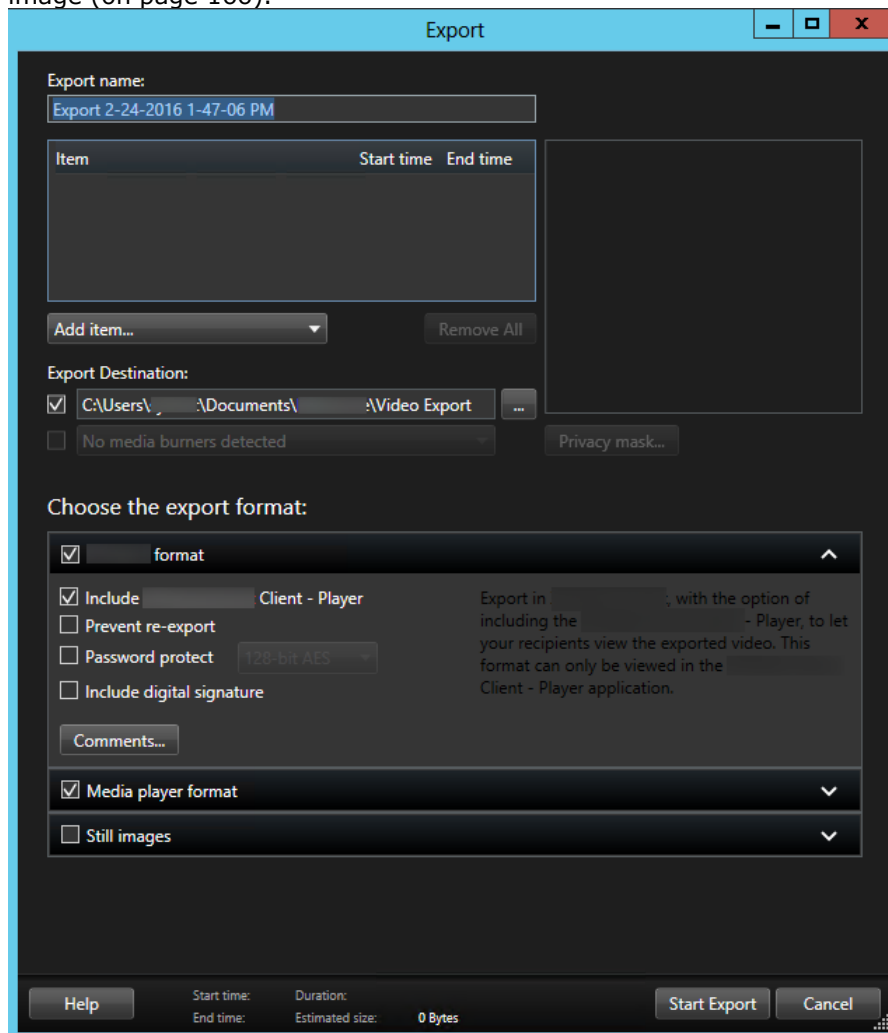 image (on page 166).
Export
Export name:
Export 2-24-2016 1-47-06 PM
Item Start time End time
Add item... Remove All
Export Destination:
C:\Users\ :\Documents\ \Video Export ...
No media burners detected
Privacy mask...
Choose the export format:
format
Include Client - Player
Prevent re-export
Password protect 128-bit AES
Include digital signature
Export in , with the option of
including the - Player, to let
your recipients view the exported video. This
format can only be viewed in the
Client - Player application.
Comments...
Media player format
Still images
Help
Start time: Duration:
End time: Estimated size: 0 Bytes
Start Export Cancel